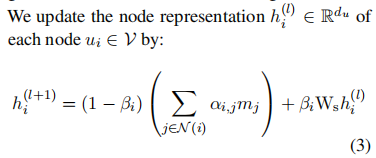 We update the node representation h_i^{(l)} ∈ ℝ^{d_u} of
each node u_i ∈ 𝒱 by:
h_i^{(l+1)} = (1 − β_i) ( ∑_{j∈𝒩(i)} α_{i,j} m_j ) + β_i W_s h_i^{(l)}
(3)